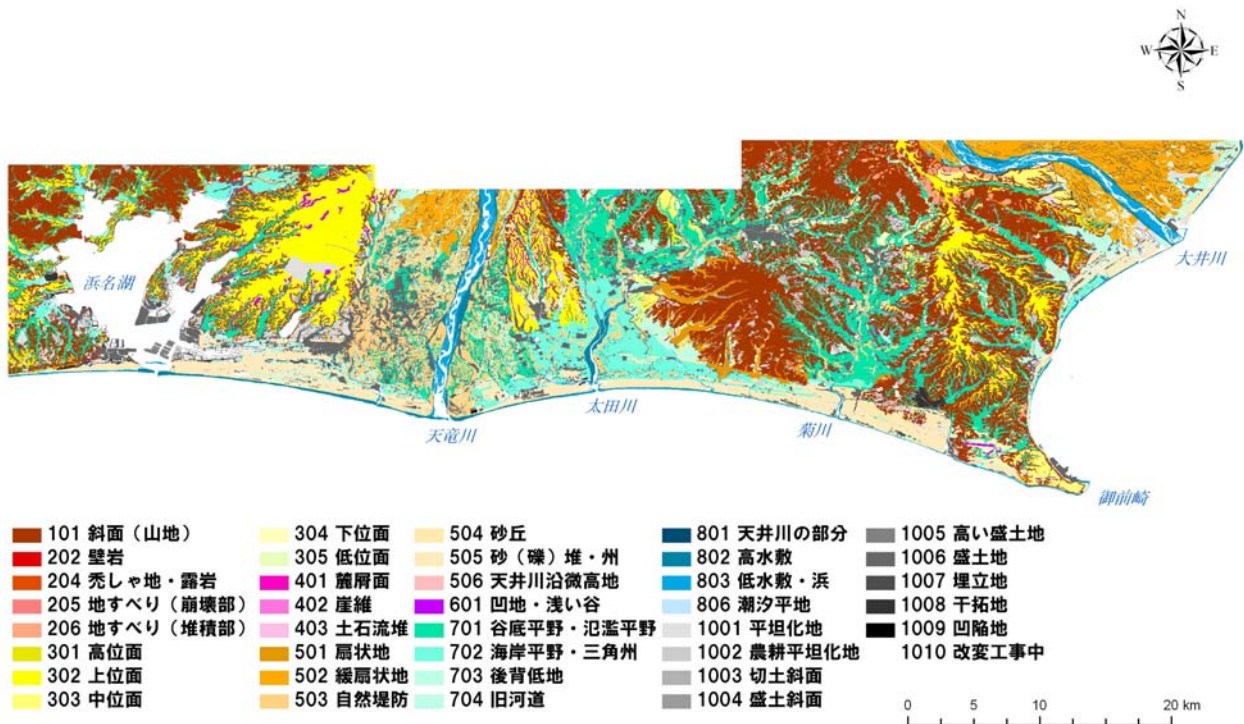 N
W E
S
浜名湖
大井川
太田川
天竜川
菊川
御前崎
101 斜面（山地）
202 壁岩
204 禿しゃ地・露岩
205 地すべり（崩壊部）
206 地すべり（堆積部）
301 高位面
302 上位面
303 中位面
304 下位面
305 低位面
401 麓屑面
402 崖錐
403 土石流堆
501 扇状地
502 緩扇状地
503 自然堤防
504 砂丘
505 砂（礫）堆・州
506 天井川沿微高地
601 凹地・浅い谷
701 谷底平野・氾濫平野
702 海岸平野・三角州
703 後背低地
704 旧河道
801 天井川の部分
802 高水敷
803 低水敷・浜
806 潮汐平地
1001 平坦化地
1002 農耕平坦化地
1003 切土斜面
1004 盛土斜面
1005 高い盛土地
1006 盛土地
1007 埋立地
1008 干拓地
1009 凹陥地
1010 改変工事中
0 5 10 20 km